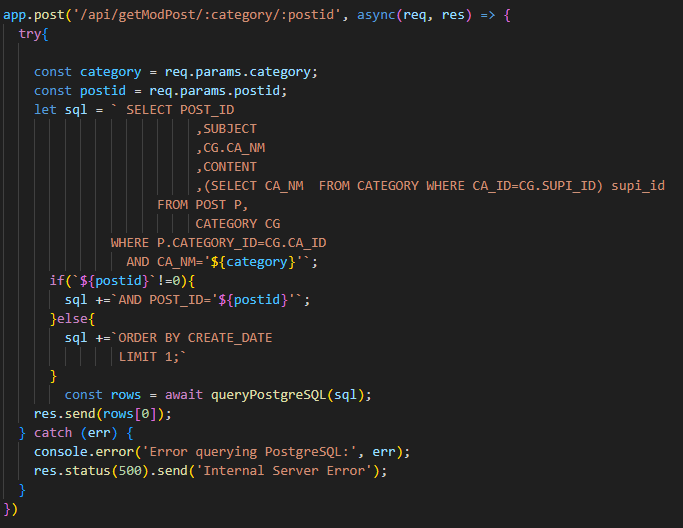 app.post('/api/getModPost/:category/:postid', async(req, res) => {
try{
const category = req.params.category;
const postid = req.params.postid;
let sql = ` SELECT POST_ID
,SUBJECT
,CG.CA_NM
,CONTENT
,(SELECT CA_NM  FROM CATEGORY WHERE CA_ID=CG.SUPI_ID) supi_id
FROM POST P,
CATEGORY CG
WHERE P.CATEGORY_ID=CG.CA_ID
AND CA_NM='${category}'`;
if(`${postid}`!=0){
sql +=`AND POST_ID='${postid}'`;
}else{
sql +=`ORDER BY CREATE_DATE
LIMIT 1;`
}
const rows = await queryPostgreSQL(sql);
res.send(rows[0]);
} catch (err) {
console.error('Error querying PostgreSQL:', err);
res.status(500).send('Internal Server Error');
}
})